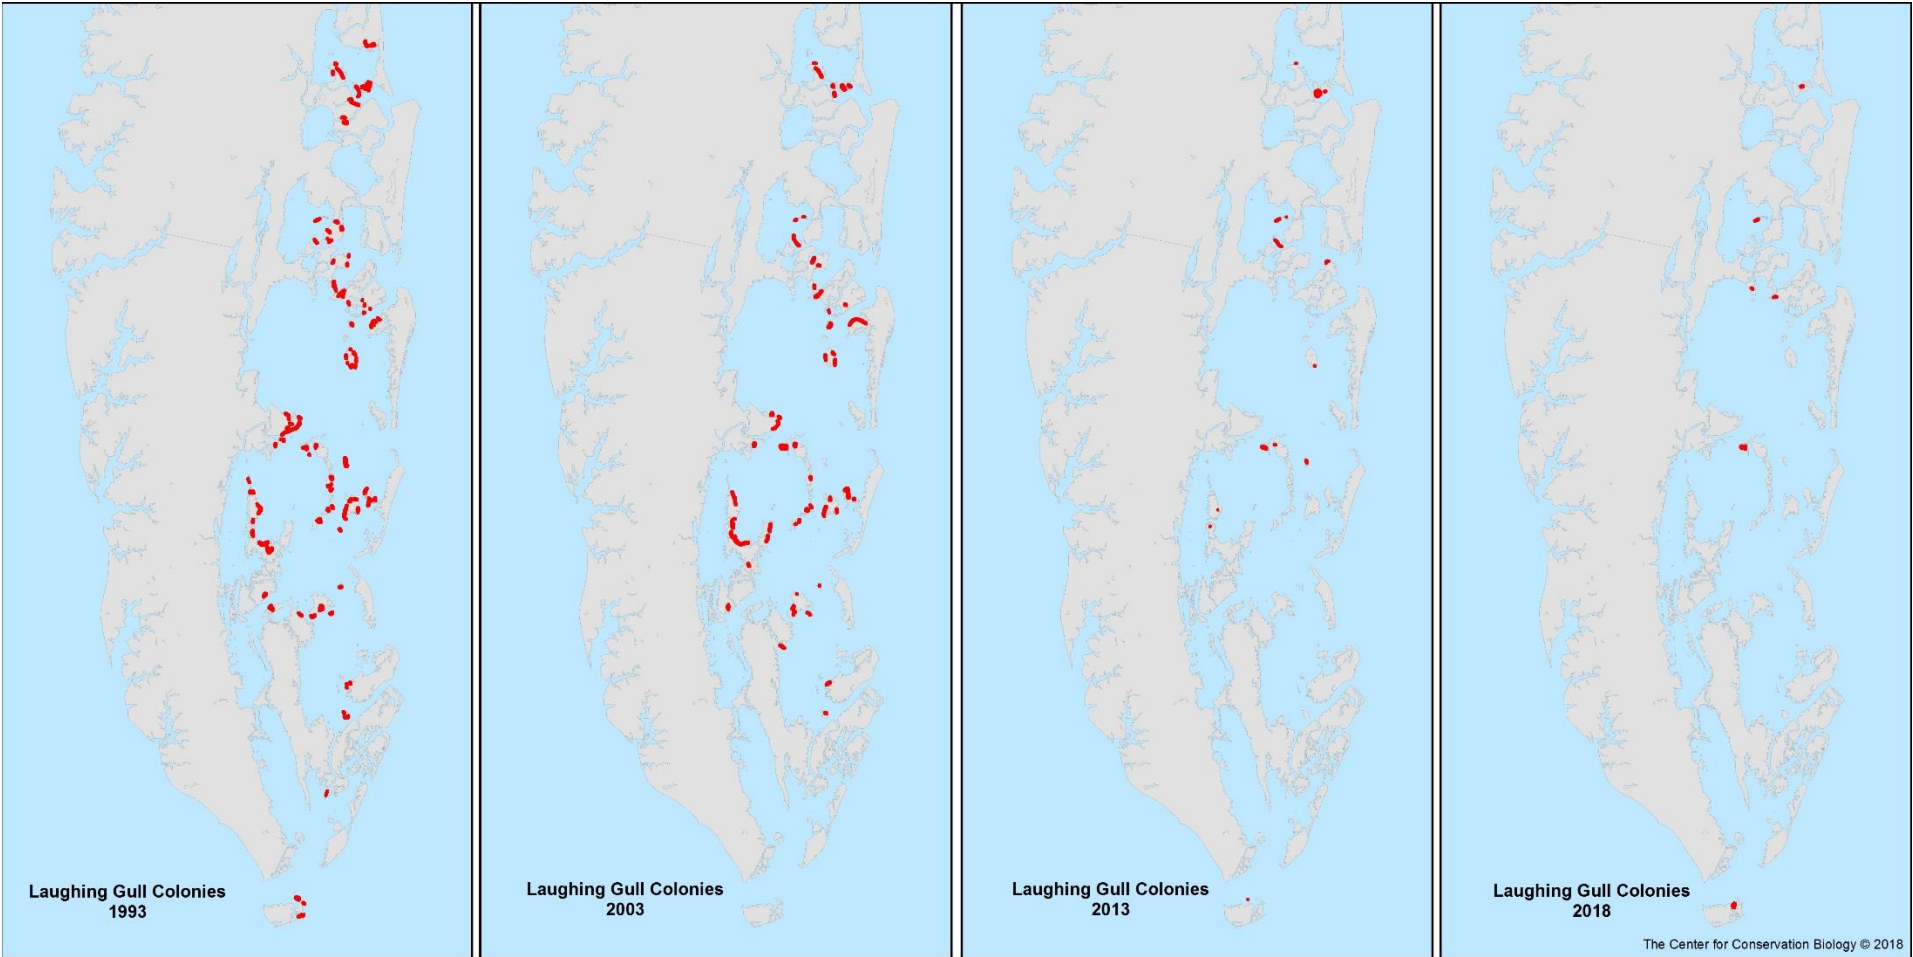 Laughing Gull Colonies
1993
Laughing Gull Colonies
2003
Laughing Gull Colonies
2013
Laughing Gull Colonies
2018
The Center for Conservation Biology © 2018